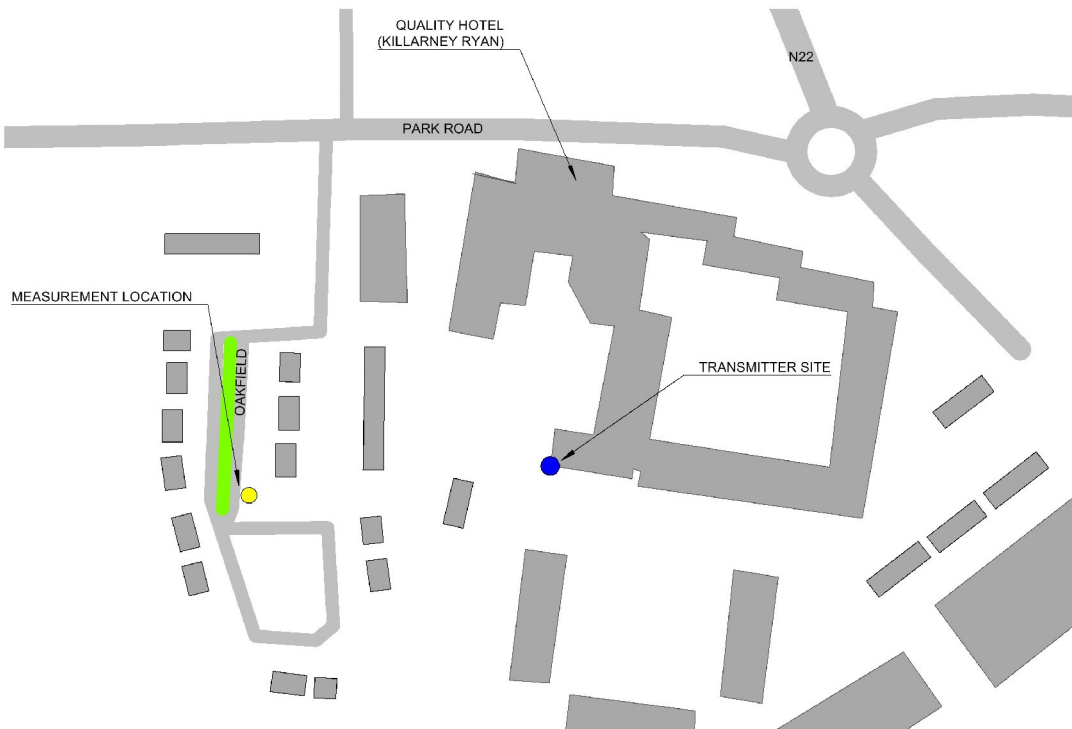 QUALITY HOTEL
(KILLARNEY RYAN)
N22
PARK ROAD
MEASUREMENT LOCATION
OAKFIELD
TRANSMITTER SITE